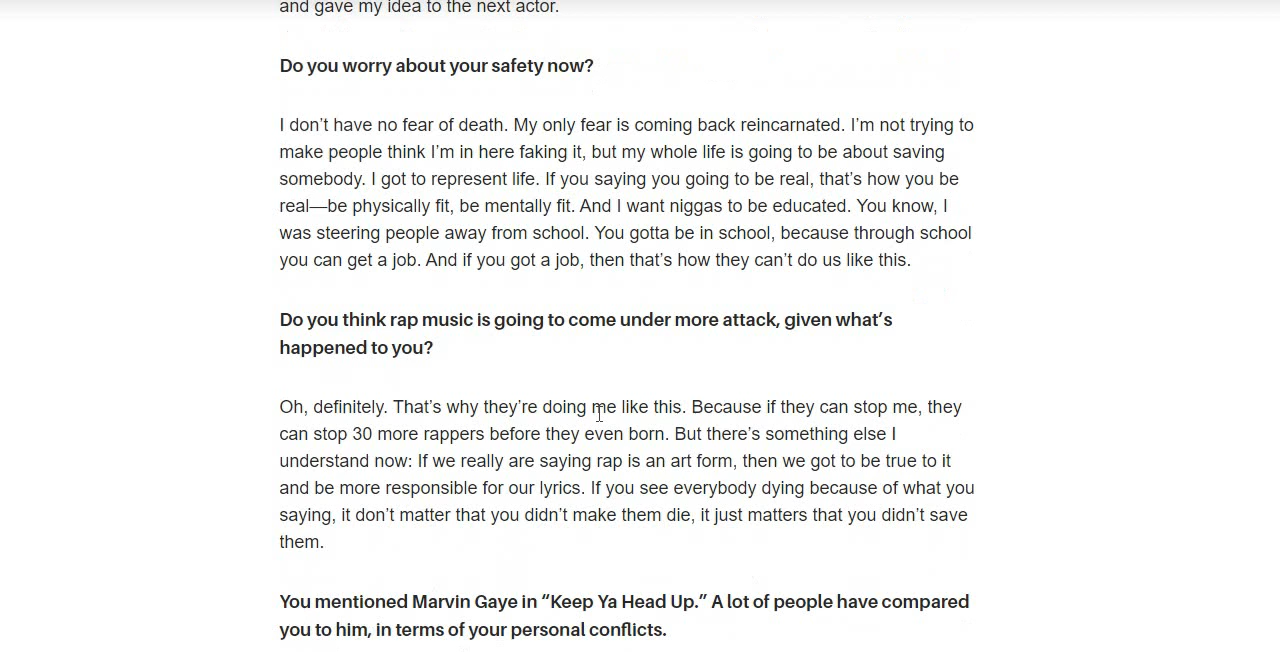 and gave my idea to the next actor.
Do you worry about your safety now?
I don’t have no fear of death. My only fear is coming back reincarnated. I’m not trying to
make people think I’m in here faking it, but my whole life is going to be about saving
somebody. I got to represent life. If you saying you going to be real, that’s how you be
real—be physically fit, be mentally fit. And I want niggas to be educated. You know, I
was steering people away from school. You gotta be in school, because through school
you can get a job. And if you got a job, then that’s how they can’t do us like this.
Do you think rap music is going to come under more attack, given what’s
happened to you?
Oh, definitely. That’s why they’re doing me like this. Because if they can stop me, they
can stop 30 more rappers before they even born. But there’s something else I
understand now: If we really are saying rap is an art form, then we got to be true to it
and be more responsible for our lyrics. If you see everybody dying because of what you
saying, it don’t matter that you didn’t make them die, it just matters that you didn’t save
them.
You mentioned Marvin Gaye in “Keep Ya Head Up.” A lot of people have compared
you to him, in terms of your personal conflicts.